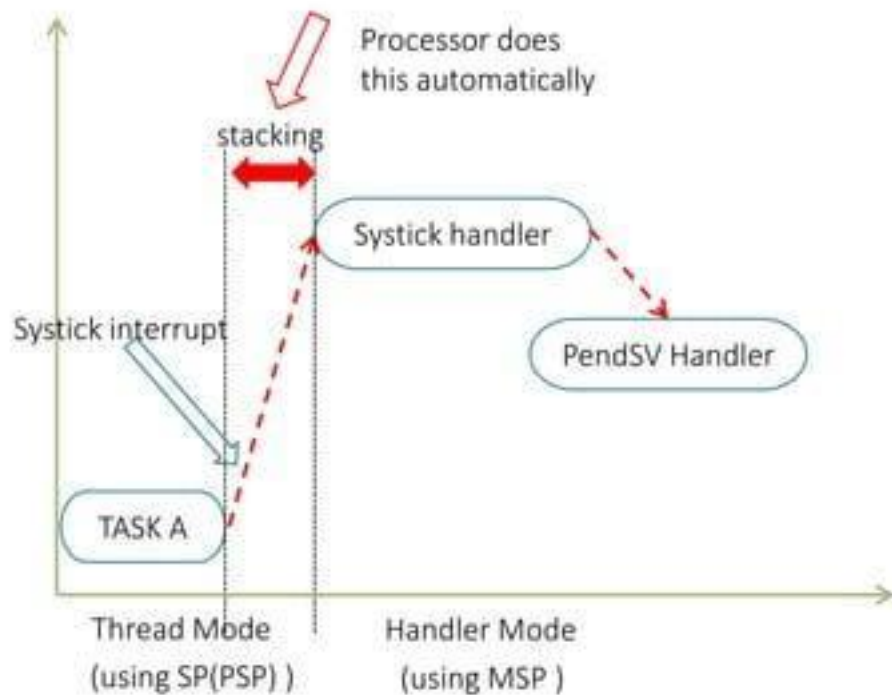 Processor does
this automatically
stacking
Systick handler
Systick interrupt
PendSV Handler
TASK A
Thread Mode
(using SP(PSP) )
Handler Mode
(using MSP )